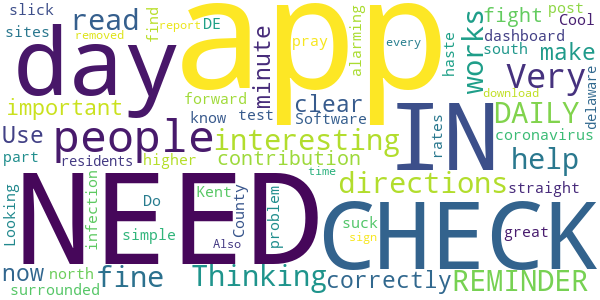 slick
read
find
DE
app
alarming
haste
works
fight
post
Cool
sites
removed
report
day
minute
pray
every
Very
dashboard
south
make
important
forward
clear
know
test
Software
IN
rates
download
DAILY
delaware
coronavirus
Use
people
interesting
help
part
residents
higher
contribution
time
directions
straight
Looking
infection
NEED
Do
Kent
County
problem
CHECK
simple
Also
suck
sign
great
now
north
fine
Thinking
correctly
REMINDER
surrounded